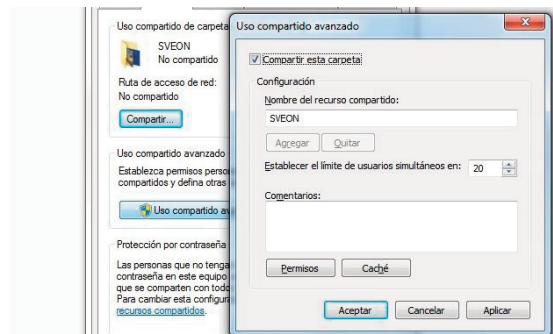 Uso compartido de carpeta
SVEON
No compartido
Ruta de acceso de red:
No compartido
Compartir...
Uso compartido avanzado
Establezca permisos perso
compartidos y defina otras
Uso compartido av
Protección por contraseña
Las personas que no tenga
contraseña en este equipo
que se comparten con todo
Para cambiar esta configura
recursos compartidos.
Uso compartido avanzado
Compartir esta carpeta
Configuración
Nombre del recurso compartido:
SVEON
Agregar Quitar
Establecer el límite de usuarios simultáneos en: 20
Comentarios:
Permisos Caché
Aceptar Cancelar Aplicar